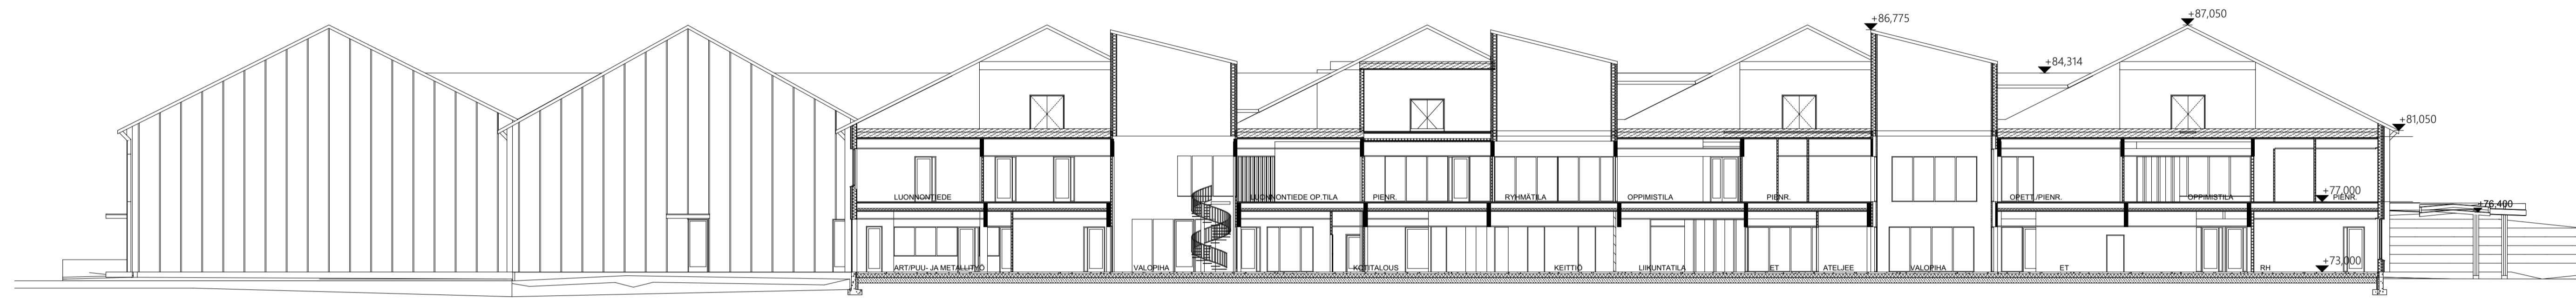 +87,050
+86,775
+84,314
+81,050
+77,000
LUONNONTIEDE
LUONNONTIEDE OP.TILA
PIENR.
RYHMÄTILA
OPPIMISTILA
PIENR.
OPETT./PIENR.
OPPIMISTILA
PIENR.
+76,400
+73,000
ART/PUU- JA METALLITYÖ
VALOPIHA
KOTITALOUS
KEITTIÖ
LIIKUNTATILA
ET
ATELJEE
VALOPIHA
ET
RH